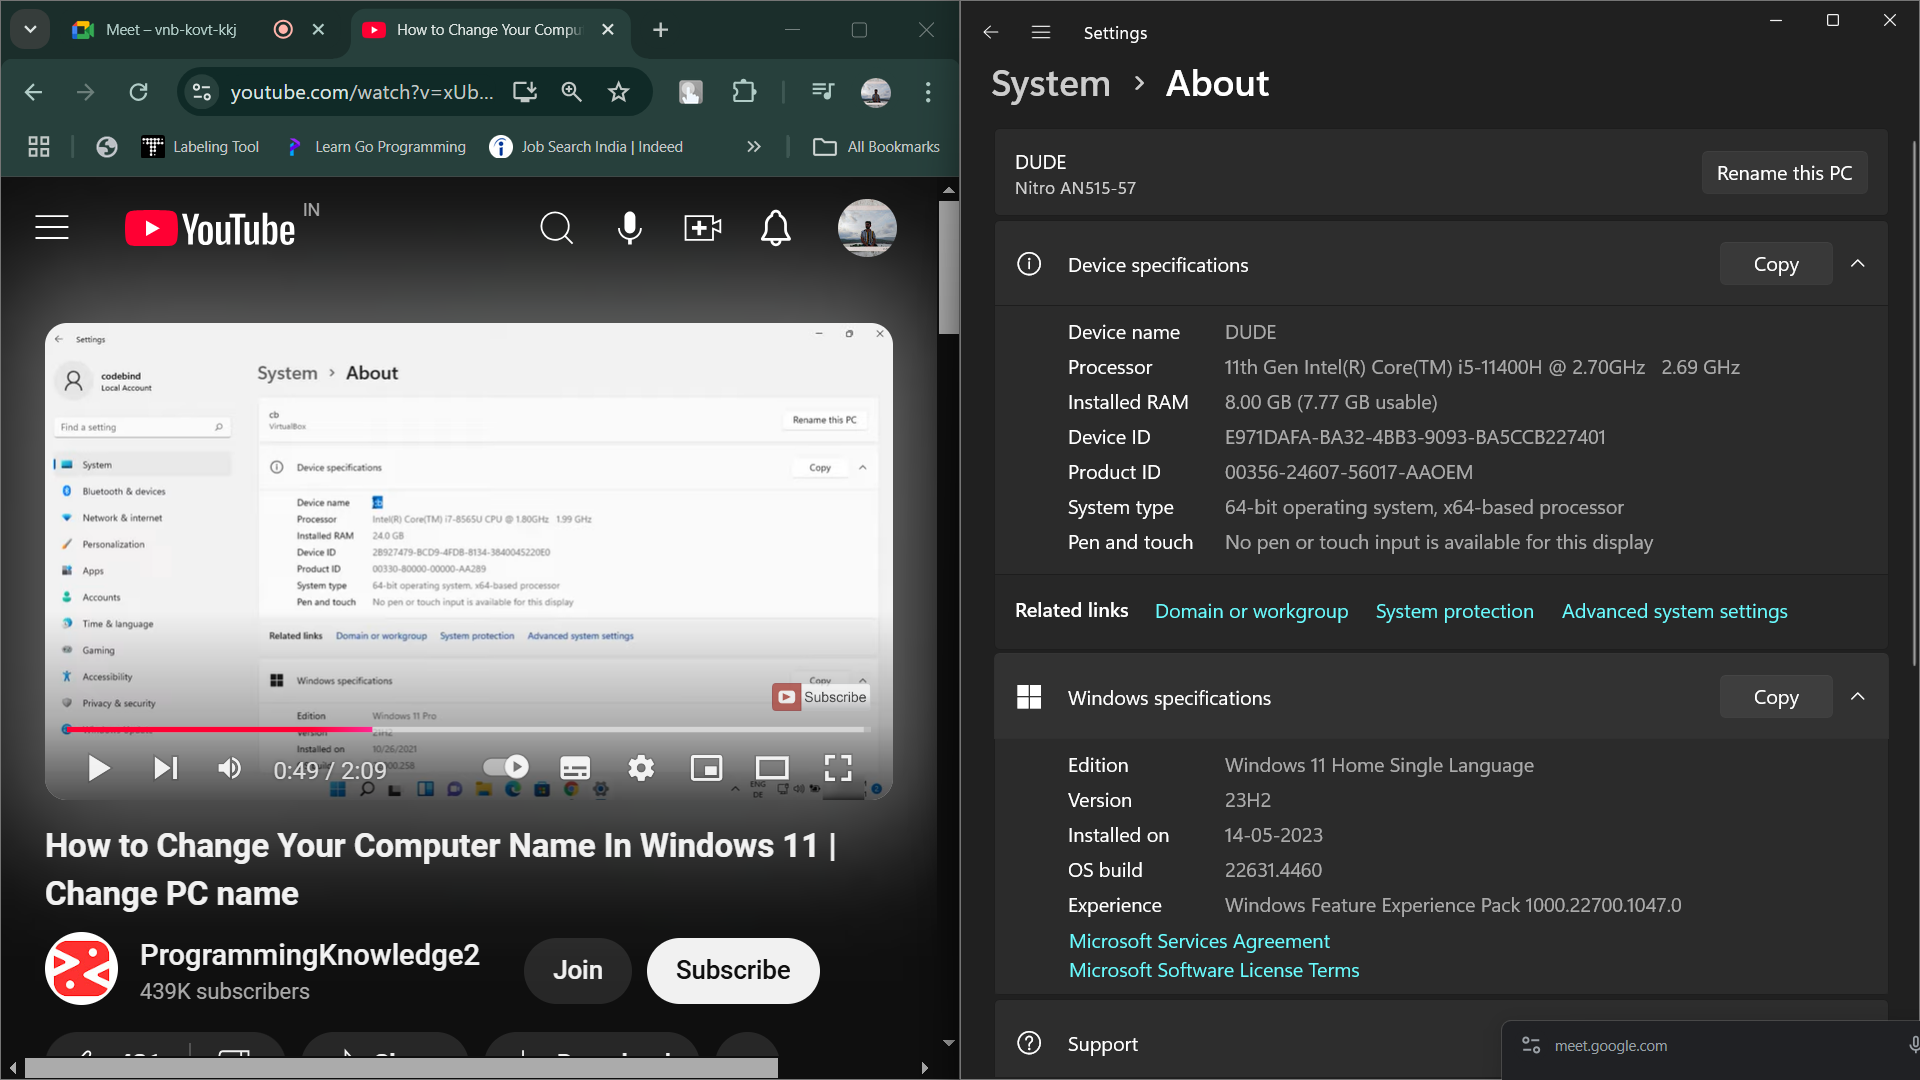 Meet – vnb-kovt-kkj
How to Change Your Compu
youtube.com/watch?v=xUb...
Labeling Tool
Learn Go Programming
Job Search India | Indeed
All Bookmarks
YouTube
IN
Settings
codebind
Local Account
Find a setting
System
Bluetooth & devices
Network & internet
Personalization
Apps
Accounts
Time & language
Gaming
Accessibility
Privacy & security
System > About
cb
VirtualBox
Rename this PC
Device specifications
Copy
Device name cb
Processor Intel(R) Core(TM) i7-8565U CPU @ 1.80GHz 1.99 GHz
Installed RAM 24.0 GB
Device ID 2B927479-BCD9-4FDB-8134-3840045220E0
Product ID 00330-80000-00000-AA289
System type 64-bit operating system, x64-based processor
Pen and touch No pen or touch input is available for this display
Related links Domain or workgroup System protection Advanced system settings
Windows specifications
Copy
Subscribe
Edition Windows 11 Pro
Version 21H2
Installed on 10/26/2021
0:49 / 2:09
ENG
DE
How to Change Your Computer Name In Windows 11 |
Change PC name
ProgrammingKnowledge2
439K subscribers
Join
Subscribe
Settings
System > About
DUDE
Nitro AN515-57
Rename this PC
Device specifications
Copy
Device name DUDE
Processor 11th Gen Intel(R) Core(TM) i5-11400H @ 2.70GHz 2.69 GHz
Installed RAM 8.00 GB (7.77 GB usable)
Device ID E971DAFA-BA32-4BB3-9093-BA5CCB227401
Product ID 00356-24607-56017-AAOEM
System type 64-bit operating system, x64-based processor
Pen and touch No pen or touch input is available for this display
Related links Domain or workgroup System protection Advanced system settings
Windows specifications
Copy
Edition Windows 11 Home Single Language
Version 23H2
Installed on 14-05-2023
OS build 22631.4460
Experience Windows Feature Experience Pack 1000.22700.1047.0
Microsoft Services Agreement
Microsoft Software License Terms
Support
meet.google.com